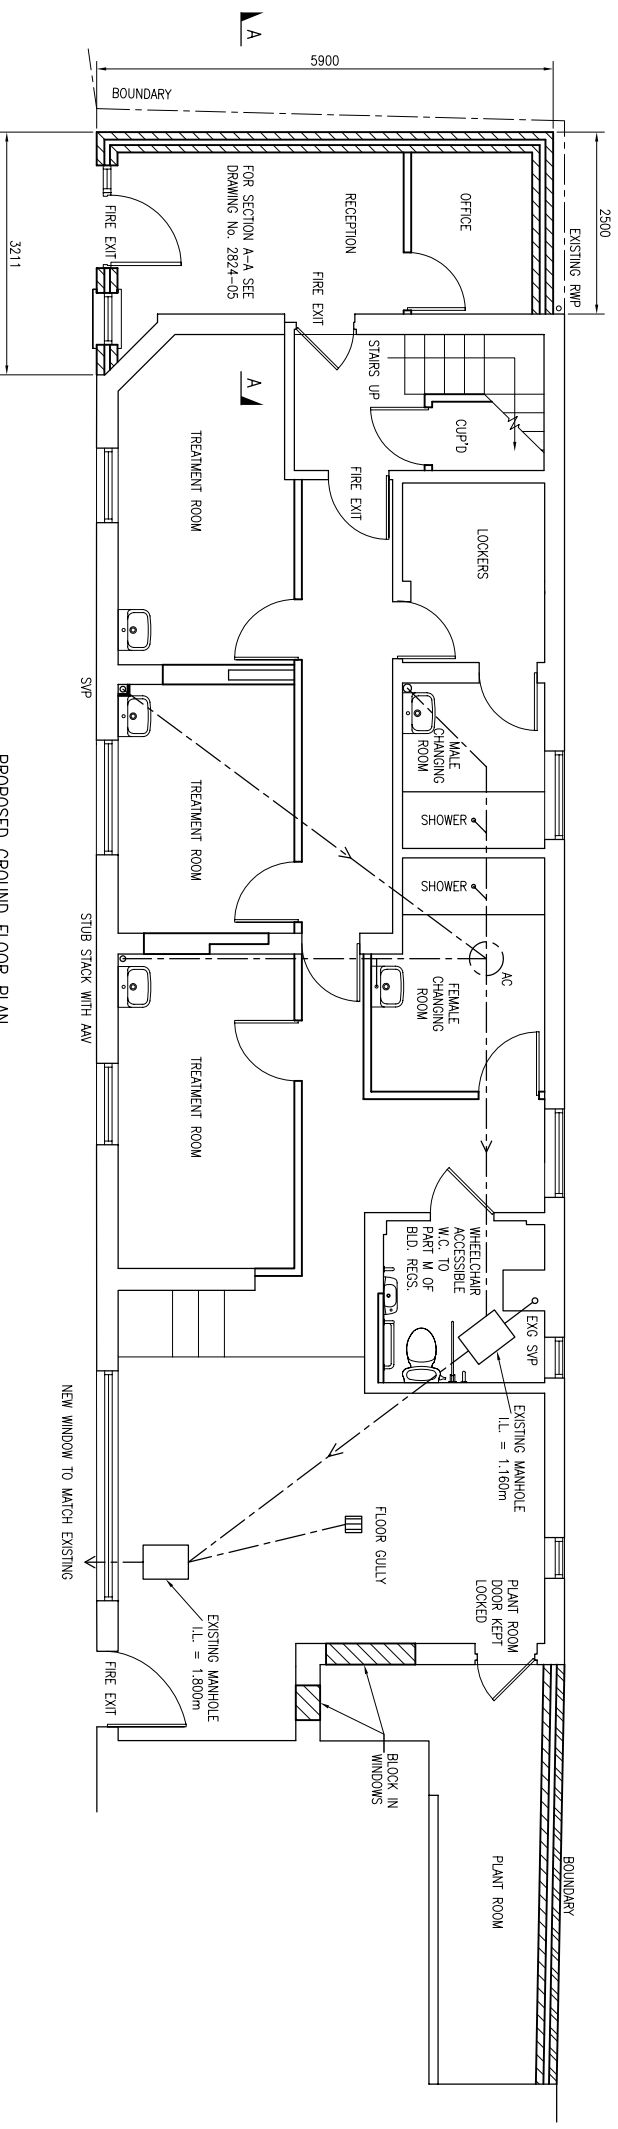 A
5900
BOUNDARY
2500
EXISTING RWP
3211
OFFICE
RECEPTION
FOR SECTION A-A SEE
DRAWING No. 2824-05
FIRE EXIT
FIRE EXIT
A
STAIRS UP
CUP'D
FIRE EXIT
TREATMENT ROOM
LOCKERS
SVP
MALE
CHANGING
ROOM
SHOWER
TREATMENT ROOM
SHOWER
AC
FEMALE
CHANGING
ROOM
STUB STACK WITH AAV
TREATMENT ROOM
PROPOSED GROUND FLOOR PLAN
WHEELCHAIR
ACCESSIBLE
W.C. TO
PART M OF
BLD. REGS.
EXG SVP
EXISTING MANHOLE
I.L. = 1.160m
NEW WINDOW TO MATCH EXISTING
FLOOR GULLY
PLANT ROOM
DOOR KEPT
LOCKED
EXISTING MANHOLE
I.L. = 1.800m
FIRE EXIT
BLOCK IN
WINDOWS
BOUNDARY
PLANT ROOM